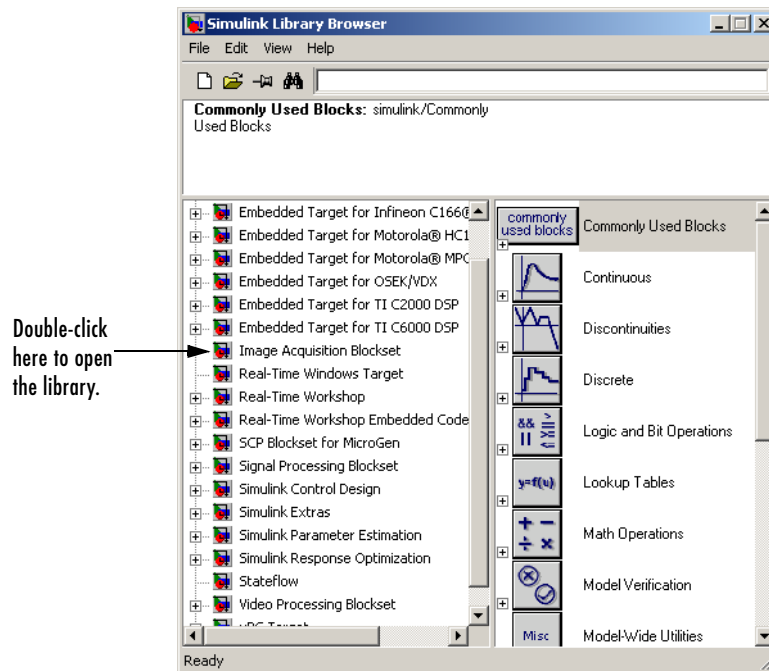 Simulink Library Browser
File Edit View Help
Commonly Used Blocks: simulink/Commonly
Used Blocks
Embedded Target for Infineon C166®
Embedded Target for Motorola® HC1
Embedded Target for Motorola® MPC
Embedded Target for OSEK/VDX
Embedded Target for TI C2000 DSP
Embedded Target for TI C6000 DSP
Image Acquisition Blockset
Real-Time Windows Target
Real-Time Workshop
Real-Time Workshop Embedded Code
SCP Blockset for MicroGen
Signal Processing Blockset
Simulink Control Design
Simulink Extras
Simulink Parameter Estimation
Simulink Response Optimization
Stateflow
Video Processing Blockset
xPC Target
commonly
used blocks
Commonly Used Blocks
Continuous
Discontinuities
Discrete
&& >
|| >=
<=
Logic and Bit Operations
y=f(u)
Lookup Tables
+ −
÷ ×
Math Operations
Model Verification
Misc
Model-Wide Utilities
Ready
Double-click
here to open
the library.